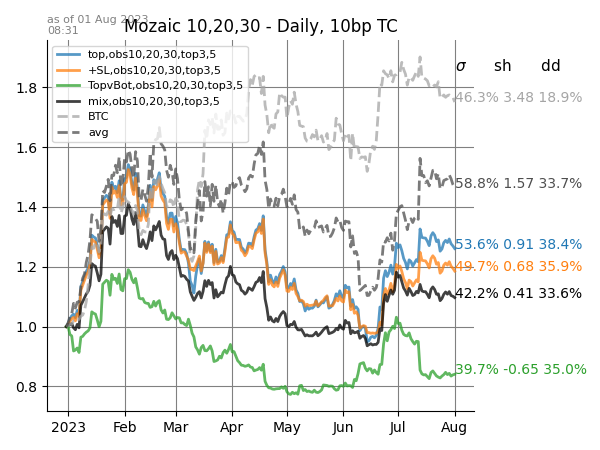 as of 01 Aug 2023
08:31
Mozaic 10,20,30 - Daily, 10bp TC
top,obs10,20,30,top3,5
+SL,obs10,20,30,top3,5
TopvBot,obs10,20,30,top3,5
mix,obs10,20,30,top3,5
BTC
avg
σ sh dd
46.3% 3.48 18.9%
58.8% 1.57 33.7%
53.6% 0.91 38.4%
49.7% 0.68 35.9%
42.2% 0.41 33.6%
39.7% -0.65 35.0%
1.8
1.6
1.4
1.2
1.0
0.8
2023 Feb Mar Apr May Jun Jul Aug